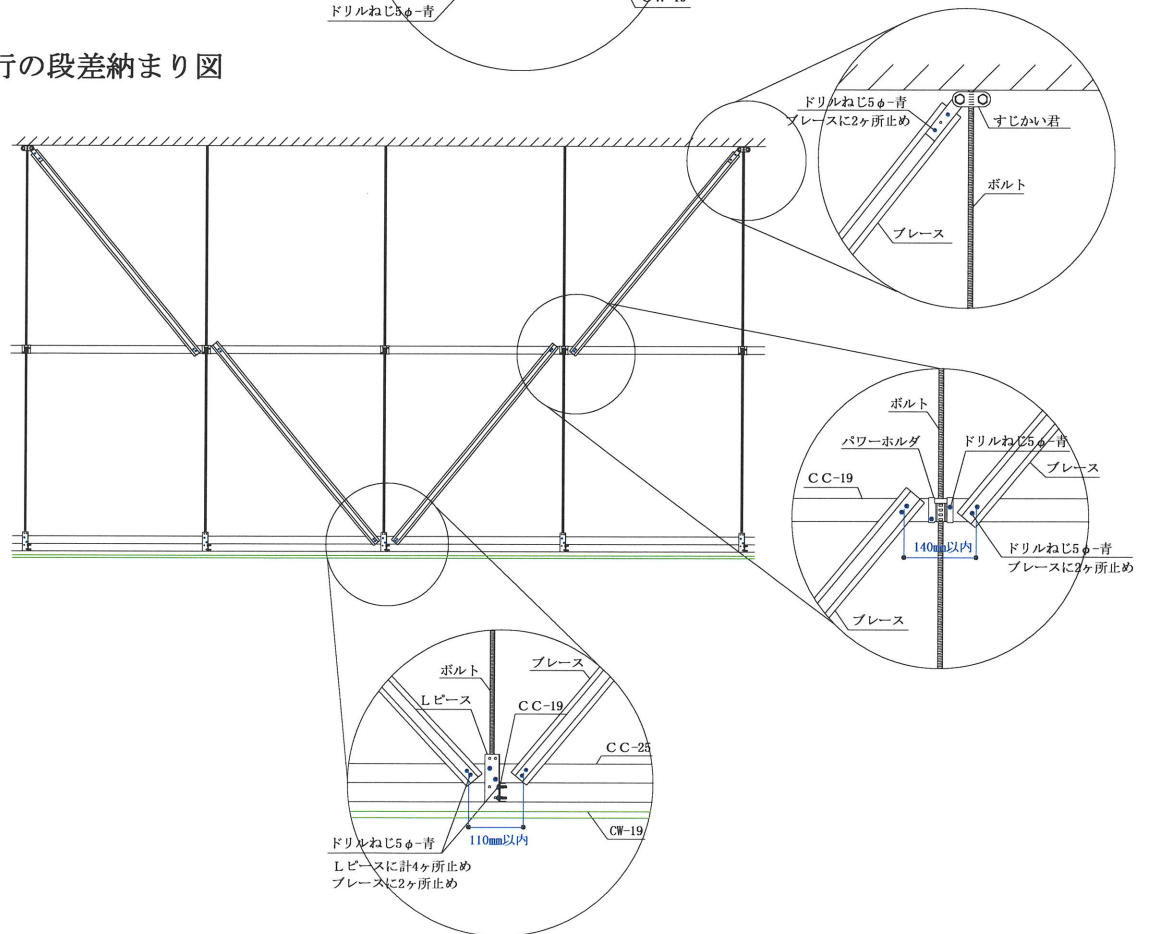 ドリルねじ5φ-青
行の段差納まり図
ドリルねじ5φ-青
ブレースに2ヶ所止め
すじかい君
ボルト
ブレース
ボルト
パワーホルダ
ドリルねじ5φ-青
ブレース
CC-19
140mm以内
ドリルねじ5φ-青
ブレースに2ヶ所止め
ブレース
ボルト
ブレース
Lピース
CC-19
CC-25
CW-19
110mm以内
ドリルねじ5φ-青
Lピースに計4ヶ所止め
ブレースに2ヶ所止め